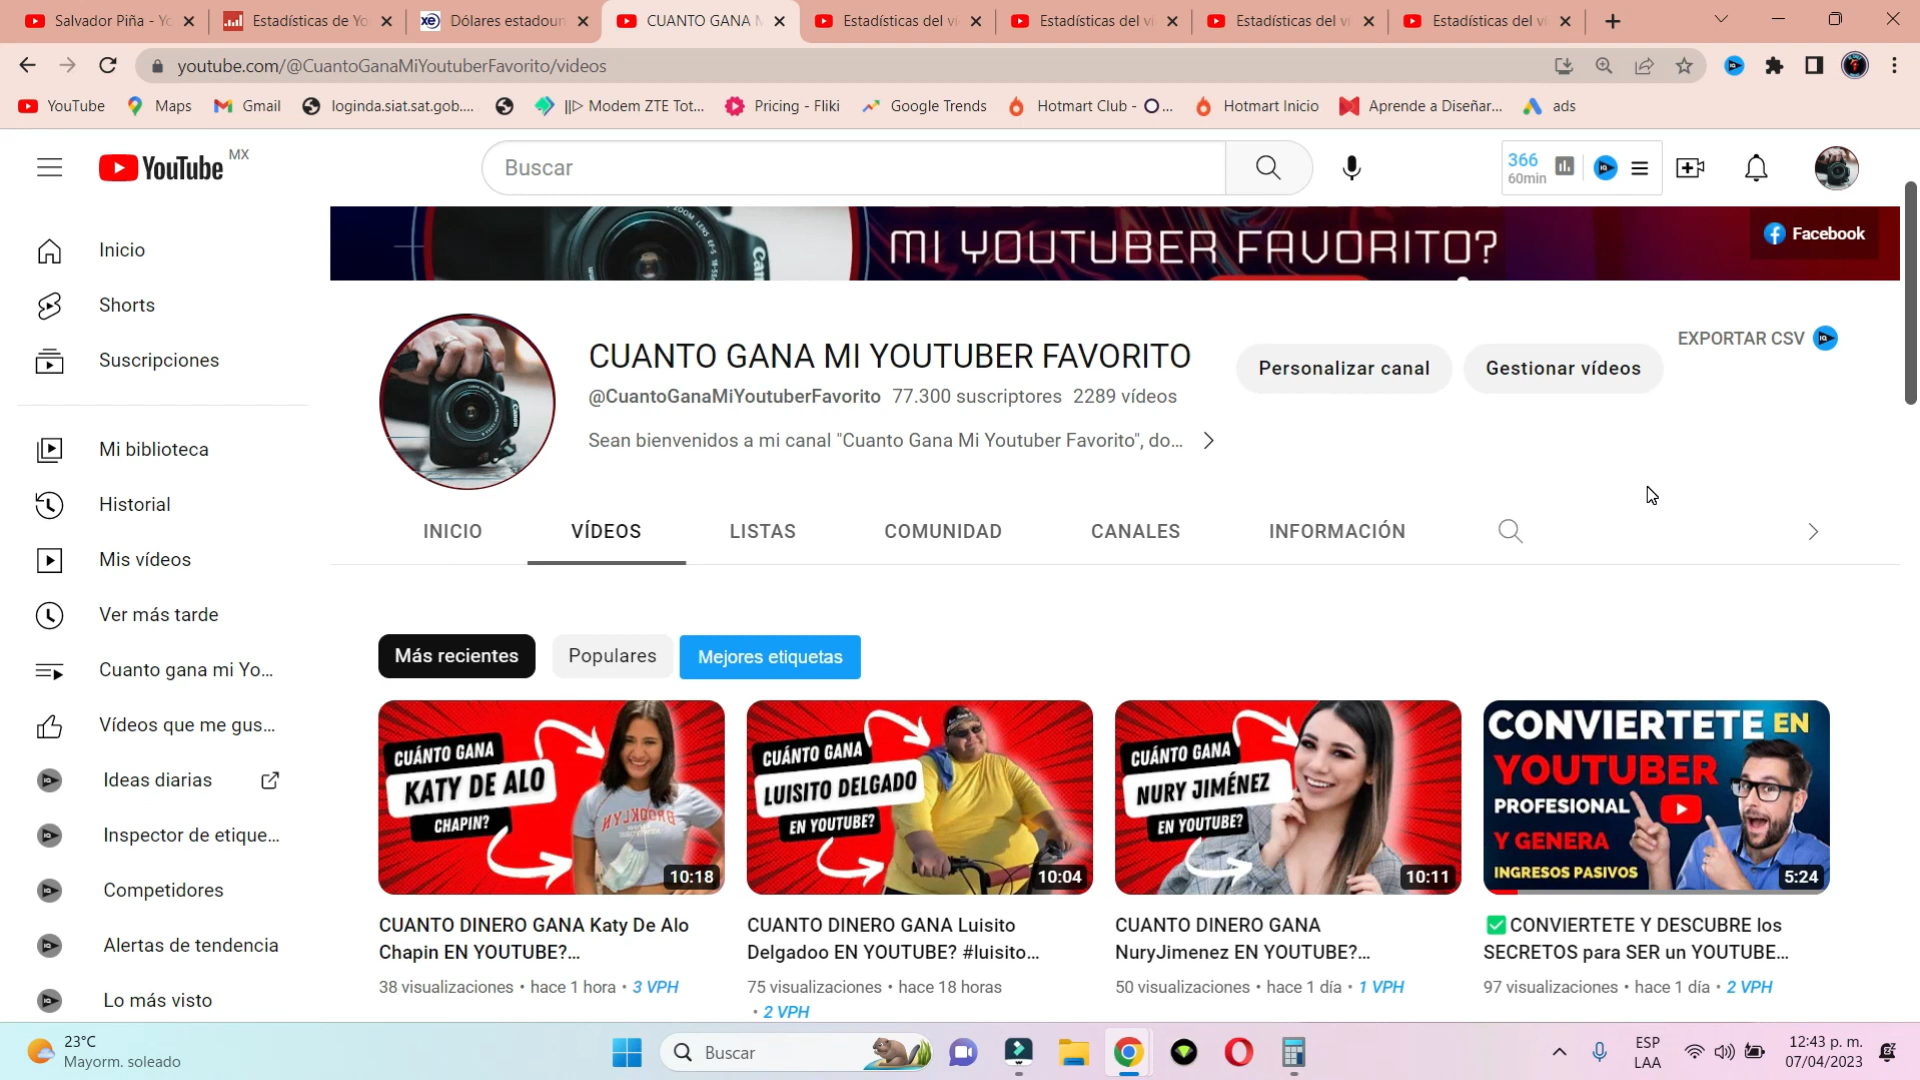 Salvador Piña - Yo
Estadísticas de Yo
Dólares estadoun
CUANTO GANA M
Estadísticas del vi
Estadísticas del vi
Estadísticas del vi
Estadísticas del vi
youtube.com/@CuantoGanaMiYoutuberFavorito/videos
YouTube
Maps
Gmail
loginda.siat.sat.gob....
||▷ Modem ZTE Tot...
Pricing - Fliki
Google Trends
Hotmart Club - O...
Hotmart Inicio
Aprende a Diseñar...
ads
YouTube MX
Buscar
366
60min
Inicio
Shorts
Suscripciones
Mi biblioteca
Historial
Mis vídeos
Ver más tarde
Cuanto gana mi Yo...
Vídeos que me gus...
Ideas diarias
Inspector de etique...
Competidores
Alertas de tendencia
Lo más visto
MI YOUTUBER FAVORITO?
Facebook
CUANTO GANA MI YOUTUBER FAVORITO
@CuantoGanaMiYoutuberFavorito 77.300 suscriptores 2289 vídeos
Sean bienvenidos a mi canal "Cuanto Gana Mi Youtuber Favorito", do...
Personalizar canal
Gestionar vídeos
EXPORTAR CSV
INICIO
VÍDEOS
LISTAS
COMUNIDAD
CANALES
INFORMACIÓN
Más recientes
Populares
Mejores etiquetas
CUÁNTO GANA
KATY DE ALO
CHAPIN?
BROOKLYN
10:18
CUANTO DINERO GANA Katy De Alo
Chapin EN YOUTUBE?...
38 visualizaciones • hace 1 hora • 3 VPH
CUÁNTO GANA
LUISITO DELGADO
EN YOUTUBE?
10:04
CUANTO DINERO GANA Luisito
Delgadoo EN YOUTUBE? #luisito...
75 visualizaciones • hace 18 horas
• 2 VPH
CUÁNTO GANA
NURY JIMÉNEZ
EN YOUTUBE?
10:11
CUANTO DINERO GANA
NuryJimenez EN YOUTUBE?...
50 visualizaciones • hace 1 día • 1 VPH
CONVIERTETE EN
YOUTUBER
PROFESIONAL
Y GENERA
INGRESOS PASIVOS
5:24
✅CONVIERTETE Y DESCUBRE los
SECRETOS para SER un YOUTUBE...
97 visualizaciones • hace 1 día • 2 VPH
23°C
Mayorm. soleado
Buscar
ESP
LAA
12:43 p. m.
07/04/2023